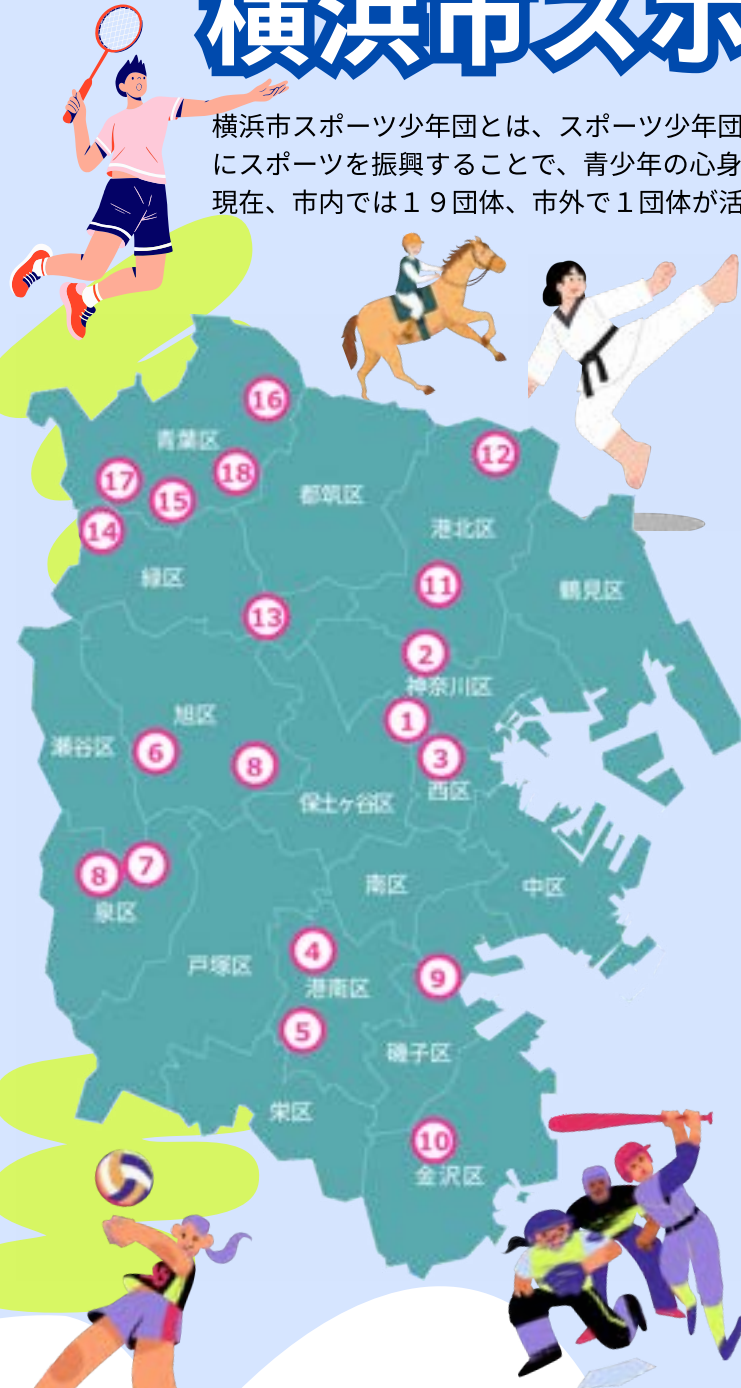 横浜市スポ
横浜市スポーツ少年団とは、スポーツ少年団
にスポーツを振興することで、青少年の心身
現在、市内では１９団体、市外で１団体が活
16
青葉区
12
18
17
都筑区
15
港北区
14
緑区
11
鶴見区
13
2
神奈川区
旭区
1
瀬谷区
6
3
8
西区
保土ヶ谷区
7
8
南区
中区
泉区
4
戸塚区
9
港南区
5
磯子区
栄区
10
金沢区